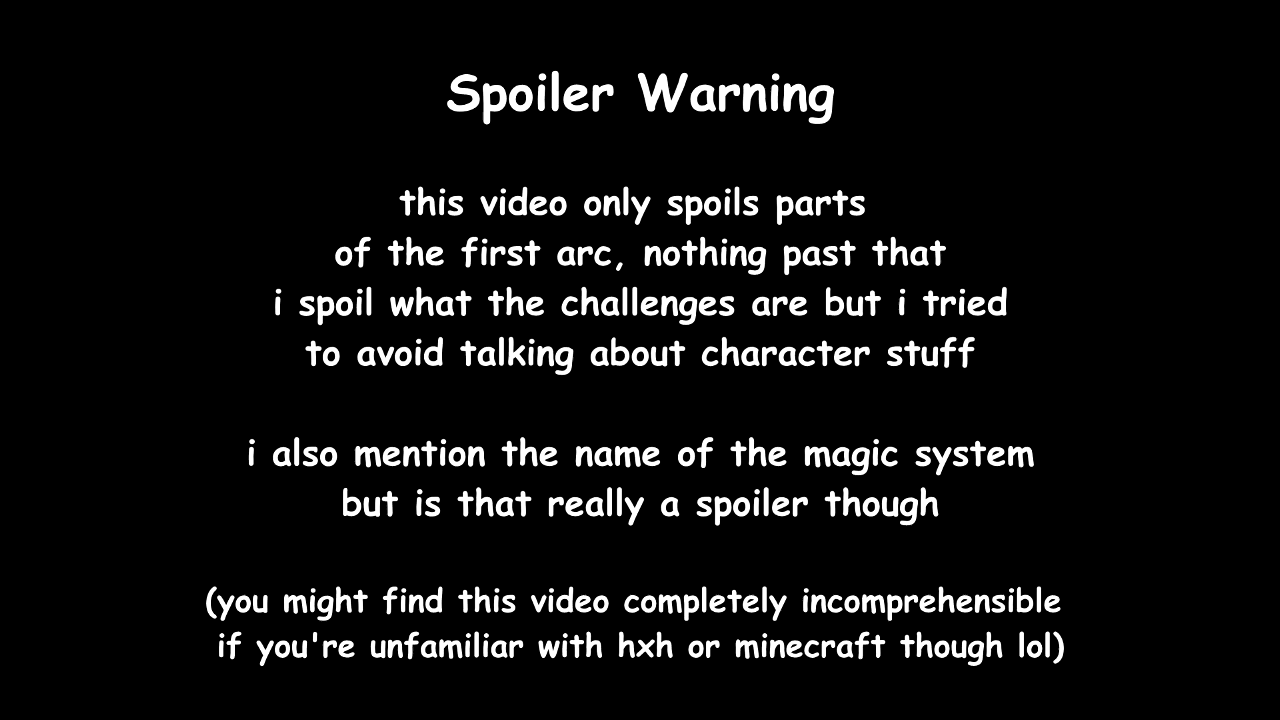 Spoiler Warning
this video only spoils parts
of the first arc, nothing past that
i spoil what the challenges are but i tried
to avoid talking about character stuff
i also mention the name of the magic system
but is that really a spoiler though
(you might find this video completely incomprehensible
if you're unfamiliar with hxh or minecraft though lol)